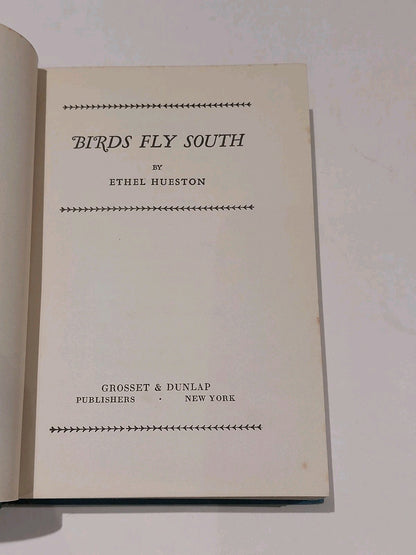 BIRDS FLY SOUTH
BY
ETHEL HUESTON
GROSSET & DUNLAP
PUBLISHERS · NEW YORK